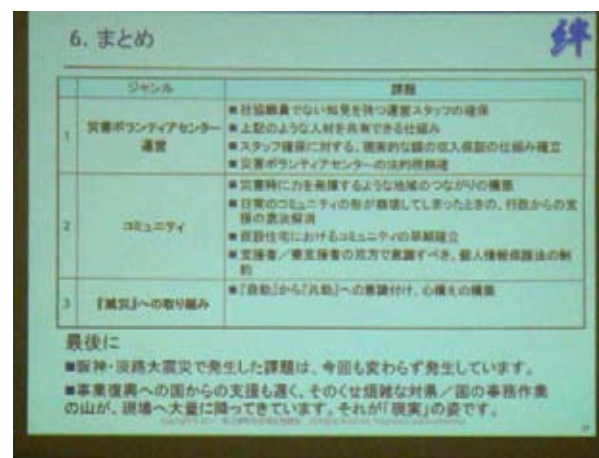 6. まとめ
絆
ジャンル 課題
1 災害ボランティアセンター
運営
■社協職員でない知見を持つ運営スタッフの確保
■上記のような人材を共有できる仕組み
■スタッフ確保に対する、現実的な額の収入保証の仕組み確立
■災害ボランティアセンターの法的根拠
2 コミュニティ
■災害時に力を発揮するような地域のつながりの構築
■日常のコミュニティの形が崩壊してしまったときの、行政からの支
援の意決解消
■仮設住宅におけるコミュニティの早期確立
■支援者/要支援者の双方で意識すべき、個人情報保護法の制
約
3 『減災』への取り組み
■『自助』から『共助』への意識付け、心構えの構築
最後に
■阪神・淡路大震災で発生した課題は、今回も変わらず発生しています。
■事業復興への国からの支援も遅く、そのくせ煩雑な対県/国の事務作業
の山が、現場へ大量に降ってきています。それが「現実」の姿です。